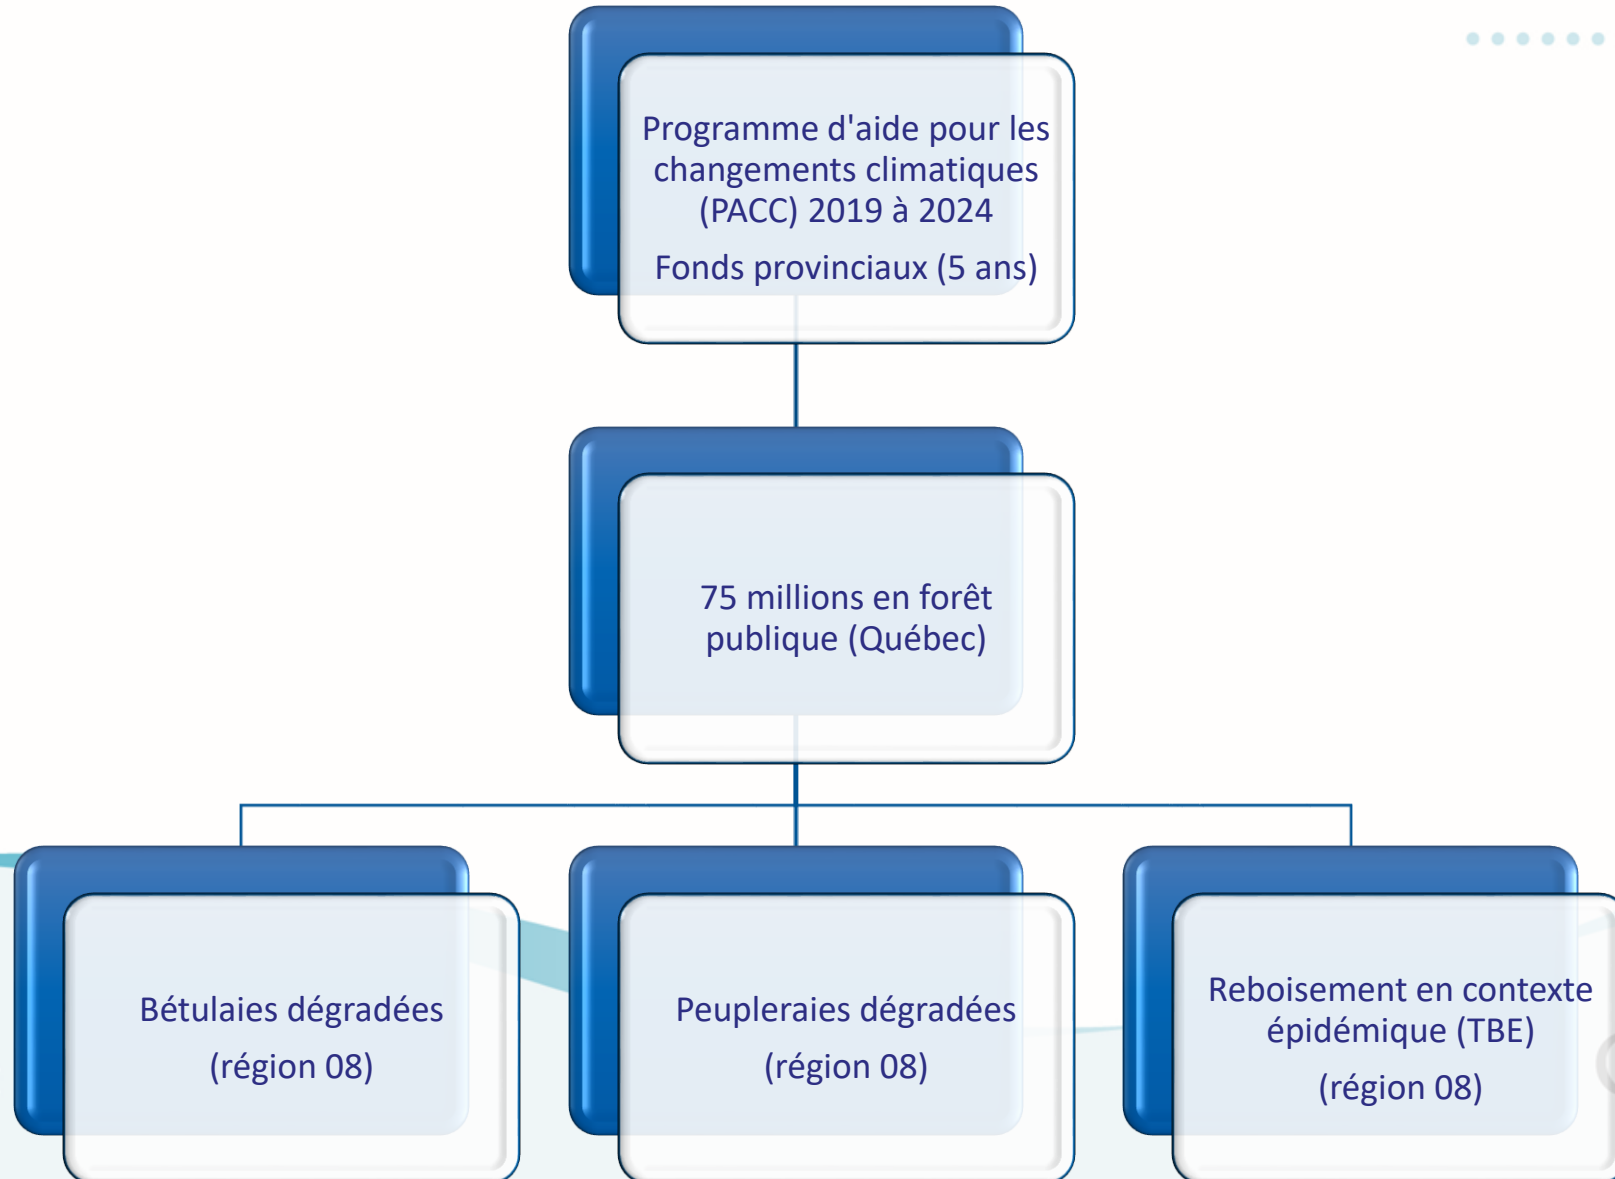 Programme d'aide pour les
changements climatiques
(PACC) 2019 à 2024
Fonds provinciaux (5 ans)
75 millions en forêt
publique (Québec)
Bétulaies dégradées
(région 08)
Peupleraies dégradées
(région 08)
Reboisement en contexte
épidémique (TBE)
(région 08)